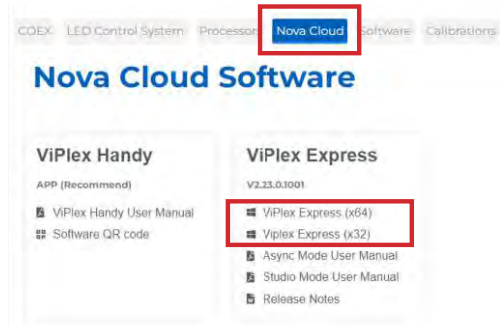 COEX LED Control System Processor Nova Cloud Software Calibrations
Nova Cloud Software
ViPlex Handy
APP (Recommend)
ViPlex Handy User Manual
Software QR code
ViPlex Express
V2.23.0.1001
ViPlex Express (x64)
Viplex Express (x32)
Async Mode User Manual
Studio Mode User Manual
Release Notes